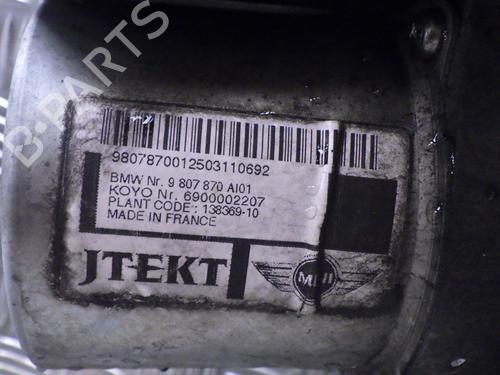 9807870012503110692
BMW Nr. 9 807 870 AI01
KOYO Nr. 6900002207
PLANT CODE : 138369-10
MADE IN FRANCE
JTEKT
MINI
B-PARTS